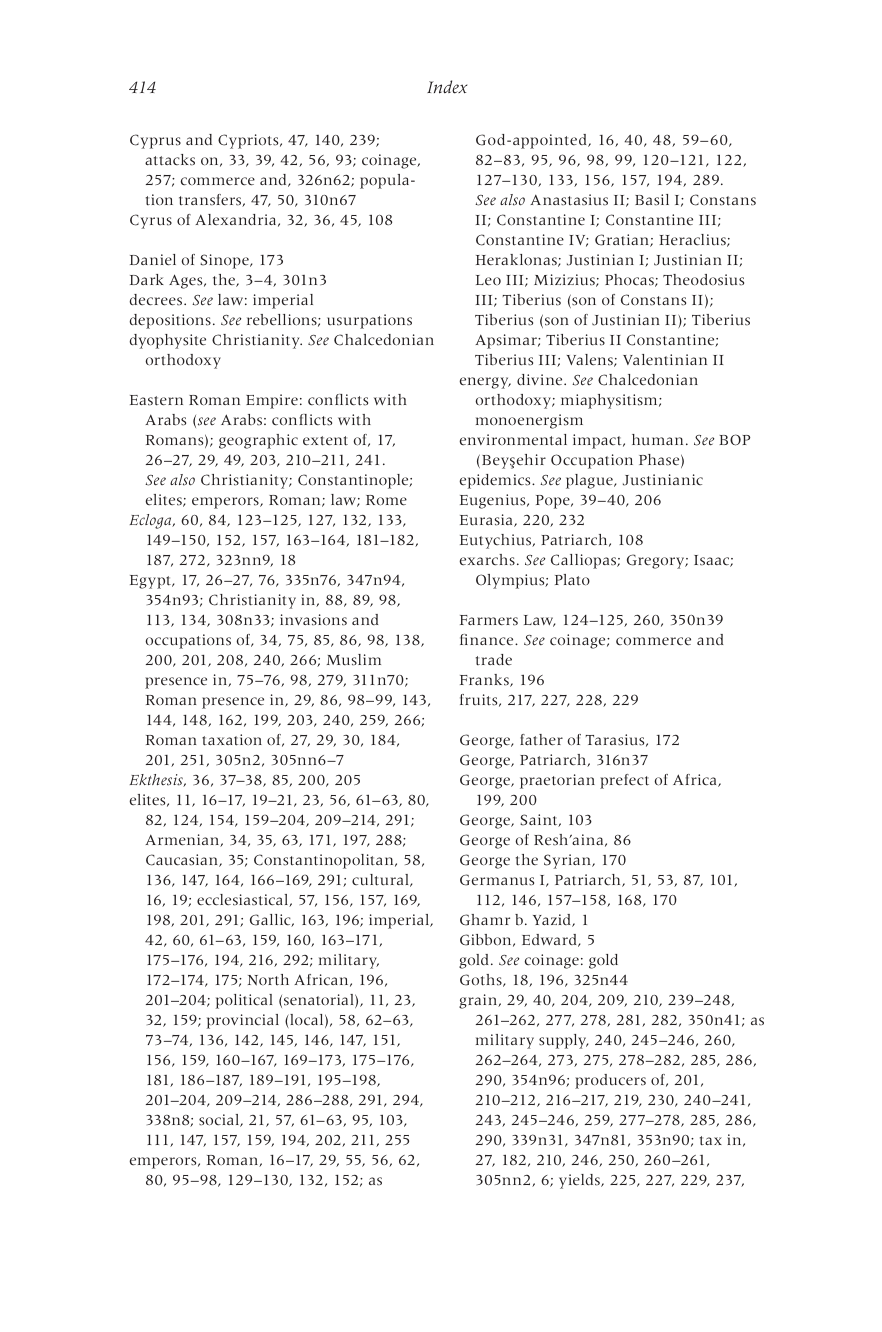 414
Index
Cyprus and Cypriots, 47, 140, 239;
attacks on, 33, 39, 42, 56, 93; coinage,
257; commerce and, 326n62; popula-
tion transfers, 47, 50, 310n67
Cyrus of Alexandria, 32, 36, 45, 108
Daniel of Sinope, 173
Dark Ages, the, 3–4, 301n3
decrees. See law: imperial
depositions. See rebellions; usurpations
dyophysite Christianity. See Chalcedonian
orthodoxy
Eastern Roman Empire: conflicts with
Arabs (see Arabs: conflicts with
Romans); geographic extent of, 17,
26–27, 29, 49, 203, 210–211, 241.
See also Christianity; Constantinople;
elites; emperors, Roman; law; Rome
Ecloga, 60, 84, 123–125, 127, 132, 133,
149–150, 152, 157, 163–164, 181–182,
187, 272, 323nn9, 18
Egypt, 17, 26–27, 76, 335n76, 347n94,
354n93; Christianity in, 88, 89, 98,
113, 134, 308n33; invasions and
occupations of, 34, 75, 85, 86, 98, 138,
200, 201, 208, 240, 266; Muslim
presence in, 75–76, 98, 279, 311n70;
Roman presence in, 29, 86, 98–99, 143,
144, 148, 162, 199, 203, 240, 259, 266;
Roman taxation of, 27, 29, 30, 184,
201, 251, 305n2, 305nn6–7
Ekthesis, 36, 37–38, 85, 200, 205
elites, 11, 16–17, 19–21, 23, 56, 61–63, 80,
82, 124, 154, 159–204, 209–214, 291;
Armenian, 34, 35, 63, 171, 197, 288;
Caucasian, 35; Constantinopolitan, 58,
136, 147, 164, 166–169, 291; cultural,
16, 19; ecclesiastical, 57, 156, 157, 169,
198, 201, 291; Gallic, 163, 196; imperial,
42, 60, 61–63, 159, 160, 163–171,
175–176, 194, 216, 292; military,
172–174, 175; North African, 196,
201–204; political (senatorial), 11, 23,
32, 159; provincial (local), 58, 62–63,
73–74, 136, 142, 145, 146, 147, 151,
156, 159, 160–167, 169–173, 175–176,
181, 186–187, 189–191, 195–198,
201–204, 209–214, 286–288, 291, 294,
338n8; social, 21, 57, 61–63, 95, 103,
111, 147, 157, 159, 194, 202, 211, 255
emperors, Roman, 16–17, 29, 55, 56, 62,
80, 95–98, 129–130, 132, 152; as
God-appointed, 16, 40, 48, 59–60,
82–83, 95, 96, 98, 99, 120–121, 122,
127–130, 133, 156, 157, 194, 289.
See also Anastasius II; Basil I; Constans
II; Constantine I; Constantine III;
Constantine IV; Gratian; Heraclius;
Heraklonas; Justinian I; Justinian II;
Leo III; Mizizius; Phocas; Theodosius
III; Tiberius (son of Constans II);
Tiberius (son of Justinian II); Tiberius
Apsimar; Tiberius II Constantine;
Tiberius III; Valens; Valentinian II
energy, divine. See Chalcedonian
orthodoxy; miaphysitism;
monoenergism
environmental impact, human. See BOP
(Beyşehir Occupation Phase)
epidemics. See plague, Justinianic
Eugenius, Pope, 39–40, 206
Eurasia, 220, 232
Eutychius, Patriarch, 108
exarchs. See Calliopas; Gregory; Isaac;
Olympius; Plato
Farmers Law, 124–125, 260, 350n39
finance. See coinage; commerce and
trade
Franks, 196
fruits, 217, 227, 228, 229
George, father of Tarasius, 172
George, Patriarch, 316n37
George, praetorian prefect of Africa,
199, 200
George, Saint, 103
George of Resh’aina, 86
George the Syrian, 170
Germanus I, Patriarch, 51, 53, 87, 101,
112, 146, 157–158, 168, 170
Ghamr b. Yazid, 1
Gibbon, Edward, 5
gold. See coinage: gold
Goths, 18, 196, 325n44
grain, 29, 40, 204, 209, 210, 239–248,
261–262, 277, 278, 281, 282, 350n41; as
military supply, 240, 245–246, 260,
262–264, 273, 275, 278–282, 285, 286,
290, 354n96; producers of, 201,
210–212, 216–217, 219, 230, 240–241,
243, 245–246, 259, 277–278, 285, 286,
290, 339n31, 347n81, 353n90; tax in,
27, 182, 210, 246, 250, 260–261,
305nn2, 6; yields, 225, 227, 229, 237,